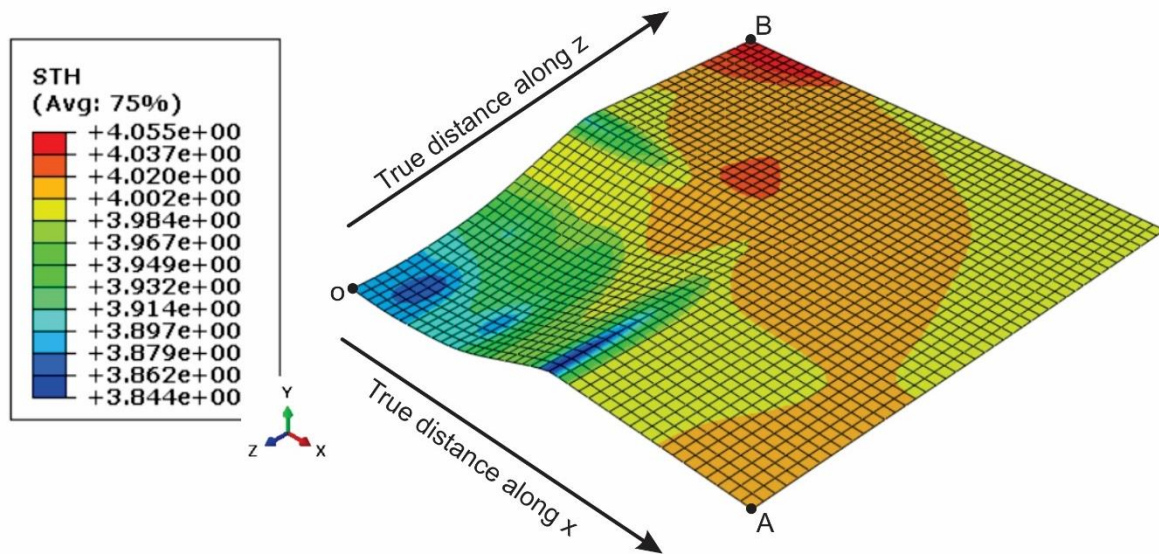 STH
(Avg: 75%)
+4.055e+00
+4.037e+00
+4.020e+00
+4.002e+00
+3.984e+00
+3.967e+00
+3.949e+00
+3.932e+00
+3.914e+00
+3.897e+00
+3.879e+00
+3.862e+00
+3.844e+00
Y
Z
X
True distance along z
B
o
True distance along x
A